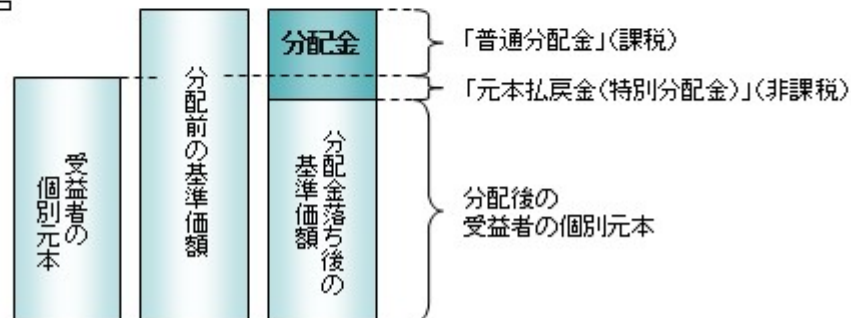 受益者の
個別元本
分配前の基準価額
分配金
分配金落ち後の
基準価額
「普通分配金」(課税)
「元本払戻金(特別分配金)」(非課税)
分配後の
受益者の個別元本